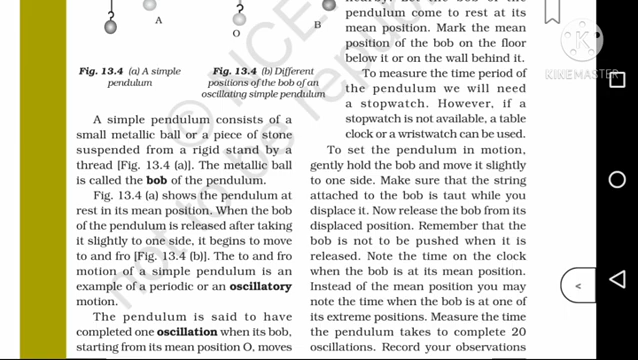 A
O
B
Fig. 13.4 (a) A simple
pendulum
Fig. 13.4 (b) Different
positions of the bob of an
oscillating simple pendulum
A simple pendulum consists of a
small metallic ball or a piece of stone
suspended from a rigid stand by a
thread [Fig. 13.4 (a)]. The metallic ball
is called the bob of the pendulum.
Fig. 13.4 (a) shows the pendulum at
rest in its mean position. When the bob
of the pendulum is released after taking
it slightly to one side, it begins to move
to and fro [Fig. 13.4 (b)]. The to and fro
motion of a simple pendulum is an
example of a periodic or an oscillatory
motion.
The pendulum is said to have
completed one oscillation when its bob,
starting from its mean position O, moves
pendulum come to rest at its
mean position. Mark the mean
position of the bob on the floor
below it or on the wall behind it.
To measure the time period of
the pendulum we will need
a stopwatch. However, if a
stopwatch is not available, a table
clock or a wristwatch can be used.
To set the pendulum in motion,
gently hold the bob and move it slightly
to one side. Make sure that the string
attached to the bob is taut while you
displace it. Now release the bob from its
displaced position. Remember that the
bob is not to be pushed when it is
released. Note the time on the clock
when the bob is at its mean position.
Instead of the mean position you may
note the time when the bob is at one of
its extreme positions. Measure the time
the pendulum takes to complete 20
oscillations. Record your observations
not to be republished
KINEMASTER